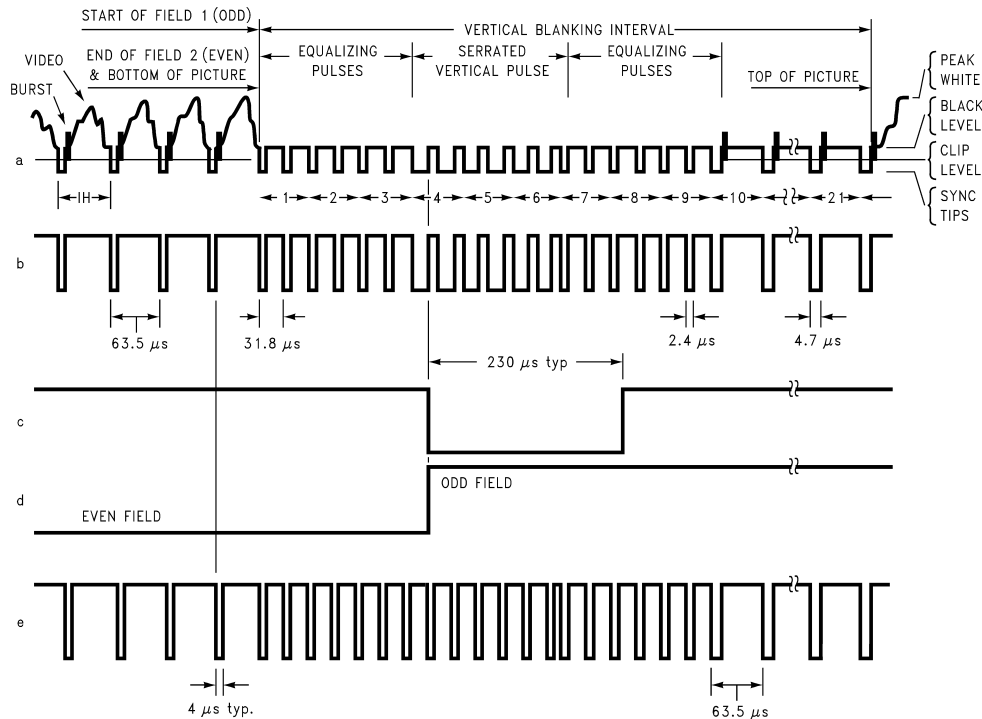 START OF FIELD 1 (ODD)
VERTICAL BLANKING INTERVAL
END OF FIELD 2 (EVEN)
& BOTTOM OF PICTURE
EQUALIZING
PULSES
SERRATED
VERTICAL PULSE
EQUALIZING
PULSES
TOP OF PICTURE
VIDEO
BURST
PEAK
WHITE
BLACK
LEVEL
CLIP
LEVEL
SYNC
TIPS
a
IH
1 2 3 4 5 6 7 8 9 10 21
b
63.5 μs
31.8 μs
2.4 μs
4.7 μs
230 μs typ
c
d
ODD FIELD
EVEN FIELD
e
4 μs typ.
63.5 μs